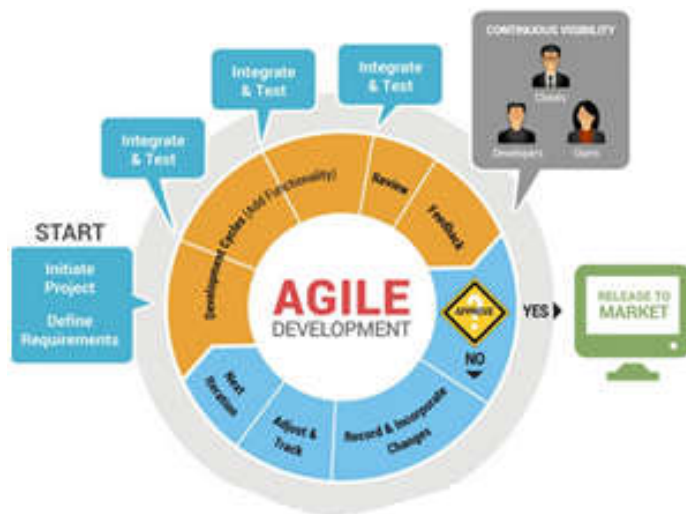 CONTINUOUS VISIBILITY
Clients
Developers
Users
Integrate
& Test
Integrate
& Test
Integrate
& Test
START
Initiate
Project
Define
Requirements
Development Cycles (Add Functionality)
Review
Feedback
AGILE
DEVELOPMENT
APPROVE
YES
NO
RELEASE TO
MARKET
Record & Incorporate
Changes
Adjust &
Track
Next
Iteration